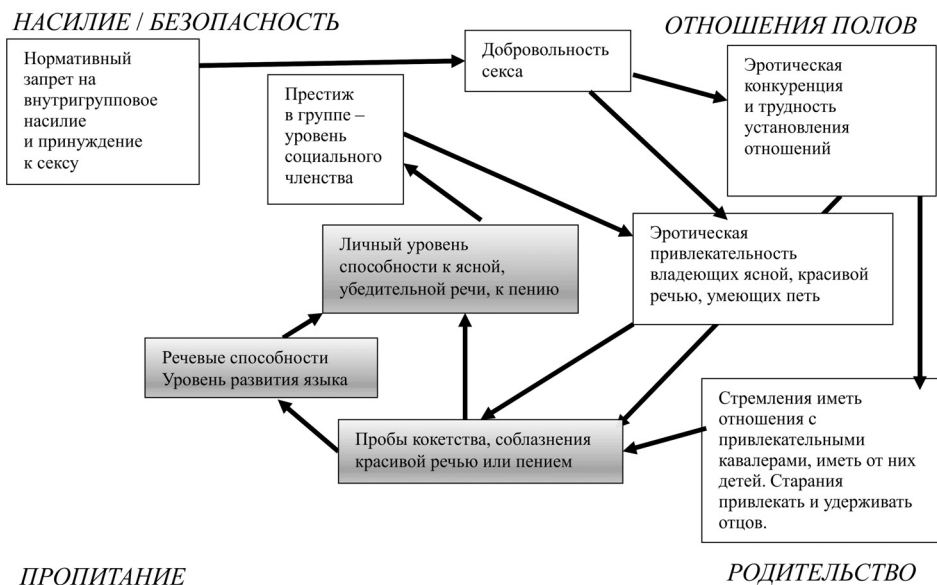 НАСИЛИЕ / БЕЗОПАСНОСТЬ
ОТНОШЕНИЯ ПОЛОВ
Нормативный
запрет на
внутригрупповое
насилие
и принуждение
к сексу
Добровольность
секса
Эротическая
конкуренция
и трудность
установления
отношений
Престиж
в группе –
уровень
социального
членства
Личный уровень
способности к ясной,
убедительной речи, к пению
Эротическая
привлекательность
владеющих ясной, красивой
речью, умеющих петь
Речевые способности
Уровень развития языка
Пробы кокетства, соблазнения
красивой речью или пением
Стремления иметь
отношения с
привлекательными
кавалерами, иметь от них
детей. Старания
привлекать и удерживать
отцов.
ПРОПИТАНИЕ
РОДИТЕЛЬСТВО